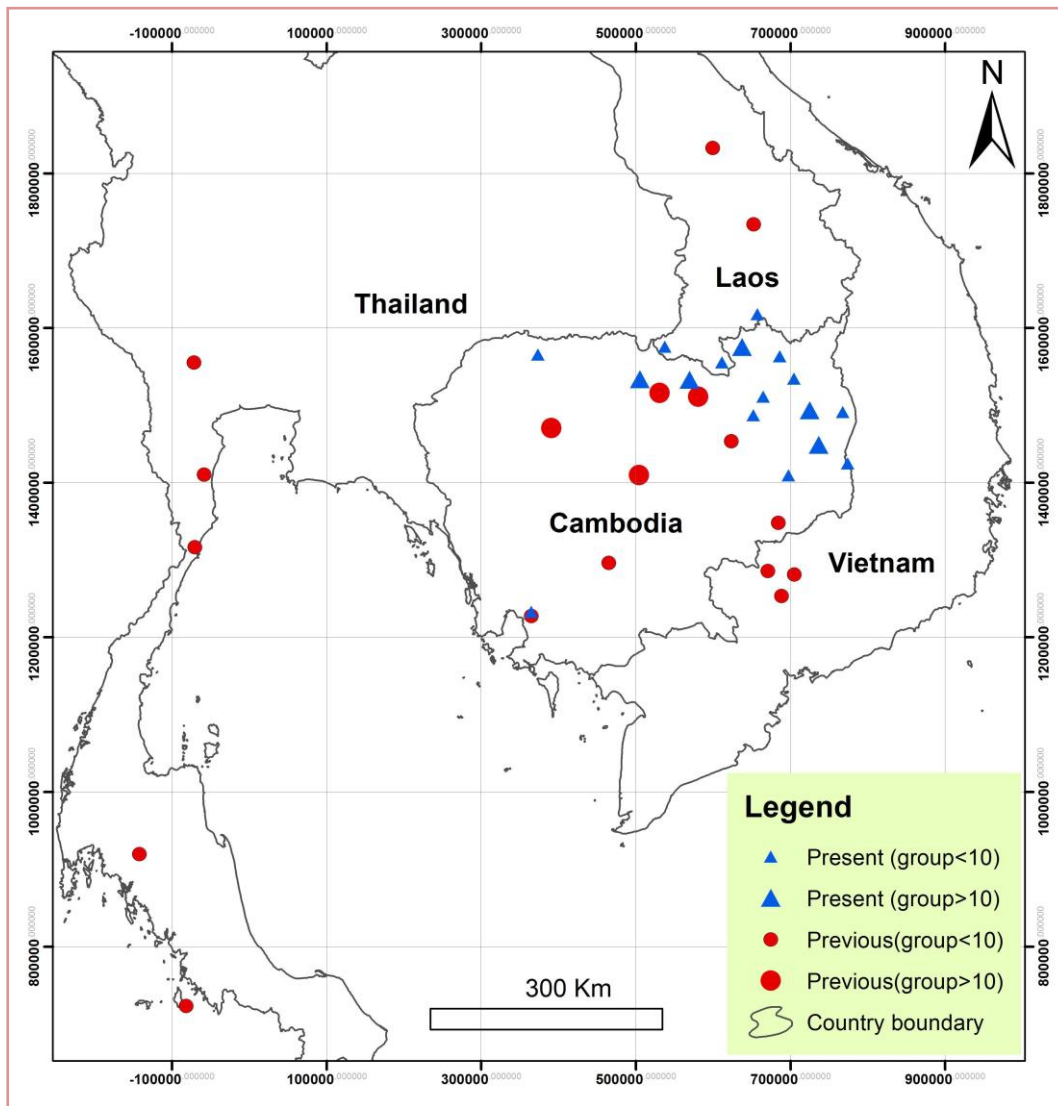 -100000.000000 100000.000000 300000.000000 500000.000000 700000.000000 900000.000000
N
1800000.000000 1800000.000000
Laos
Thailand
1600000.000000 1600000.000000
1400000.000000 1400000.000000
Cambodia
Vietnam
1200000.000000 1200000.000000
1000000.000000 1000000.000000
Legend
Present (group<10)
Present (group>10)
Previous(group<10)
Previous(group>10)
Country boundary
800000.000000 800000.000000
300 Km
-100000.000000 100000.000000 300000.000000 500000.000000 700000.000000 900000.000000